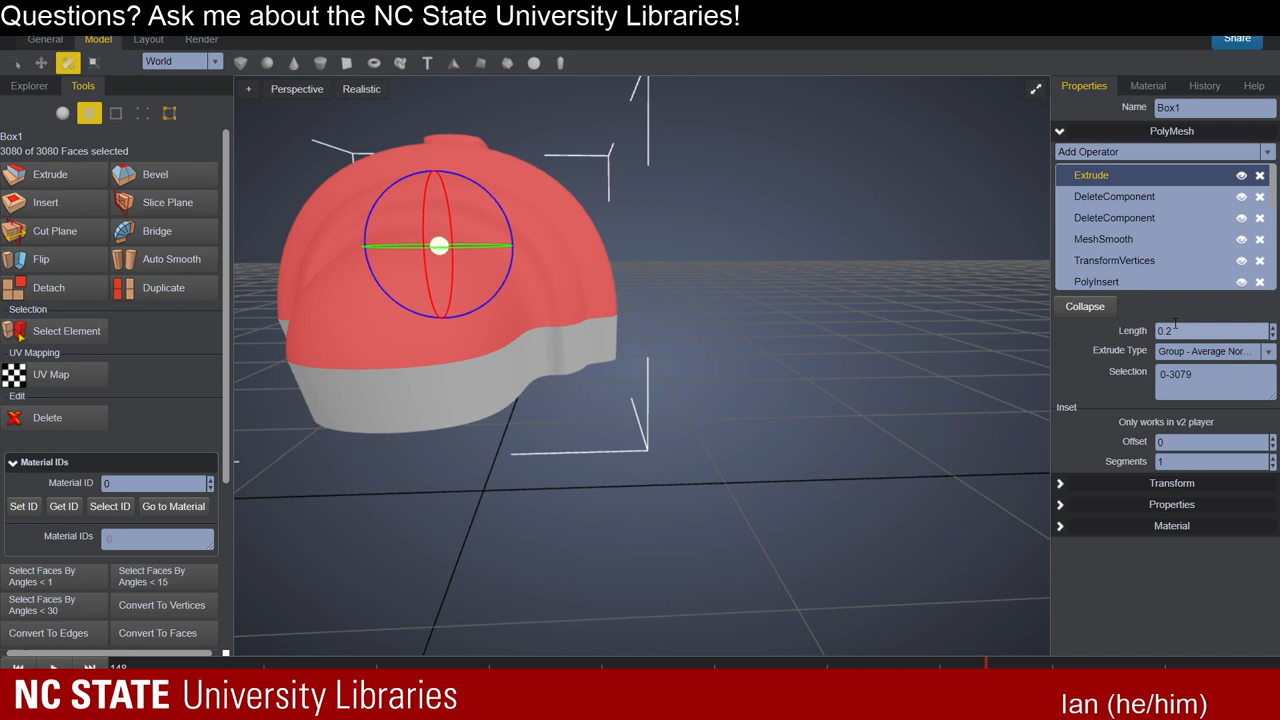 Questions? Ask me about the NC State University Libraries!
General Model Layout Render Share
World
Explorer Tools
+ Perspective Realistic
Properties Material History Help
Name Box1
Box1
3080 of 3080 Faces selected
PolyMesh
Add Operator
Extrude Bevel
Insert Slice Plane
Cut Plane Bridge
Flip Auto Smooth
Detach Duplicate
Selection
Select Element
UV Mapping
UV Map
Edit
Delete
Material IDs
Material ID 0
Set ID Get ID Select ID Go to Material
Material IDs 0
Select Faces By Angles < 1
Select Faces By Angles < 15
Select Faces By Angles < 30
Convert To Vertices
Convert To Edges Convert To Faces
Extrude
DeleteComponent
DeleteComponent
MeshSmooth
TransformVertices
PolyInsert
Collapse
Length 0.2
Extrude Type Group - Average Nor...
Selection 0-3079
Inset
Only works in v2 player
Offset 0
Segments 1
Transform
Properties
Material
148
NC STATE University Libraries
Ian (he/him)